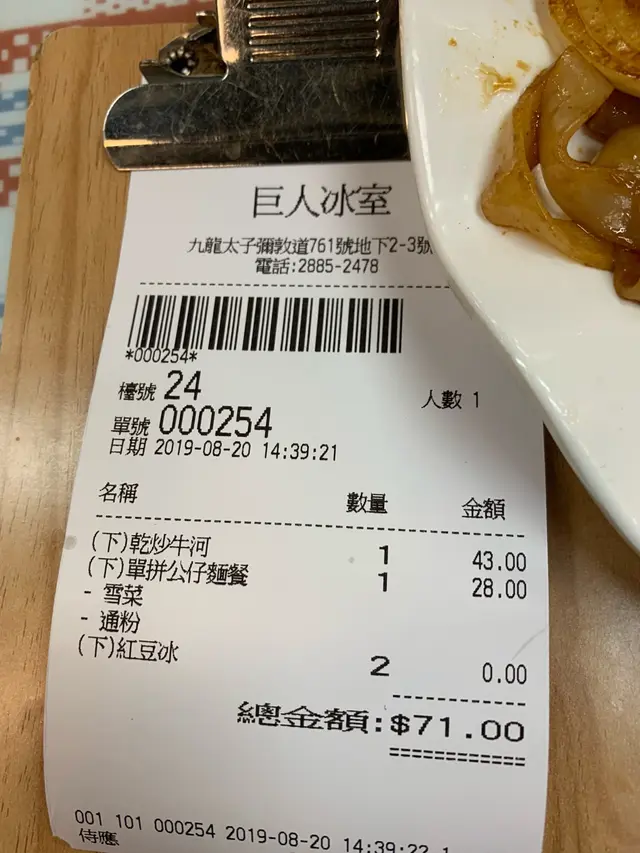 巨人冰室
九龍太子彌敦道761號地下2-3號
電話:2885-2478
*000254*
檯號 24 人數 1
單號 000254
日期 2019-08-20 14:39:21
名稱 數量 金額
(下)乾炒牛河 1 43.00
(下)單拼公仔麵餐 1 28.00
- 雪菜
- 通粉
(下)紅豆冰 2 0.00
總金額:$71.00
001 101 000254 2019-08-20 14:39:22 1
侍應